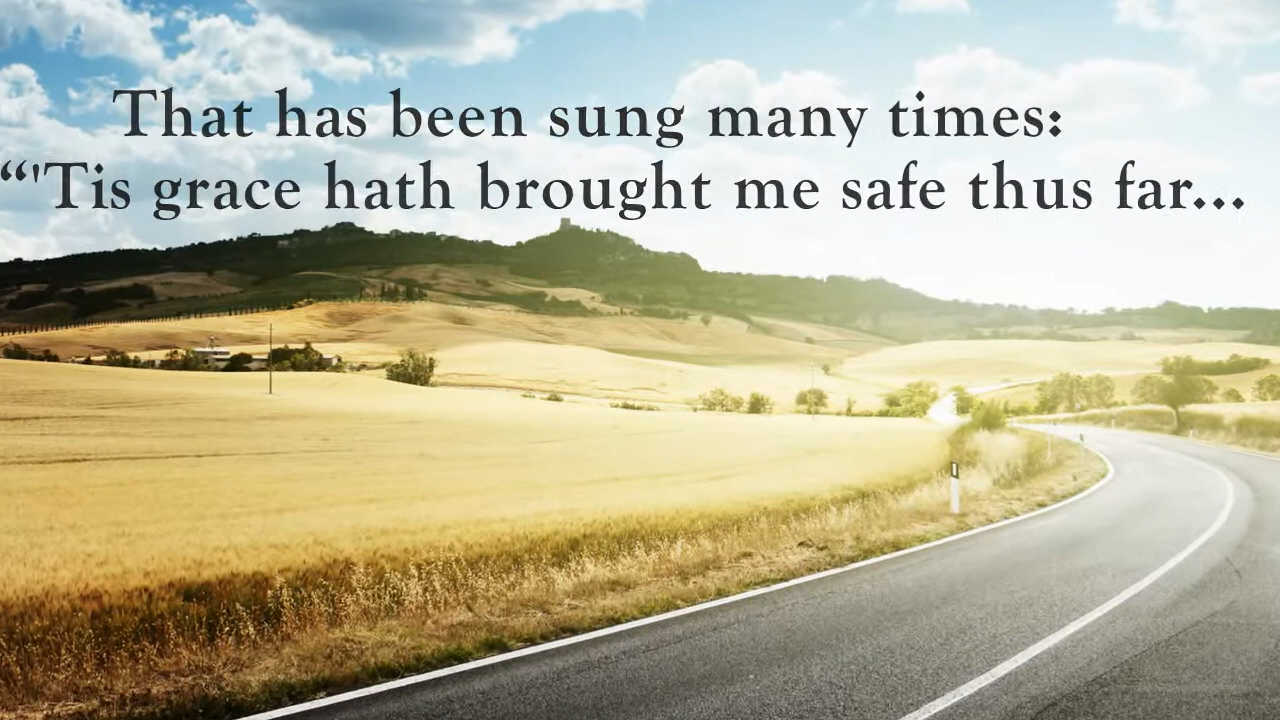 That has been sung many times:
“'Tis grace hath brought me safe thus far...